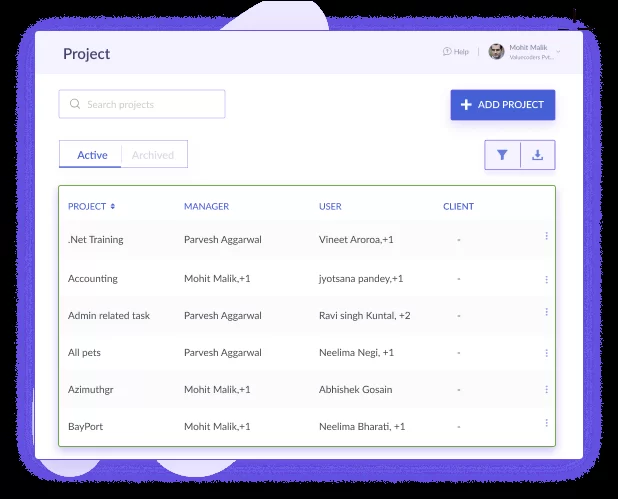 Project
Help
Mohit Malik
Search projects
ADD PROJECT
Active Archived
PROJECT MANAGER USER CLIENT
.Net Training Parvesh Aggarwal Vineet Aroroa,+1 -
Accounting Mohit Malik,+1 jyotsana pandey,+1 -
Admin related task Parvesh Aggarwal Ravi singh Kuntal, +2 -
All pets Parvesh Aggarwal Neelima Negi, +1 -
Azimuthgr Mohit Malik,+1 Abhishek Gosain -
BayPort Mohit Malik,+1 Neelima Bharati, +1 -